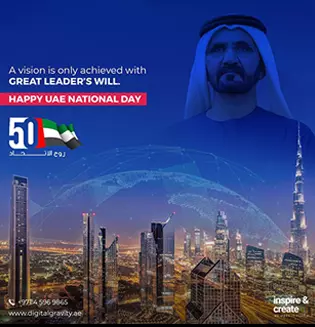 A vision is only achieved with
GREAT LEADER'S WILL.
HAPPY UAE NATIONAL DAY
50
روح الاتحاد
+9714 596 9865
www.digitalgravity.ae
inspire &
create